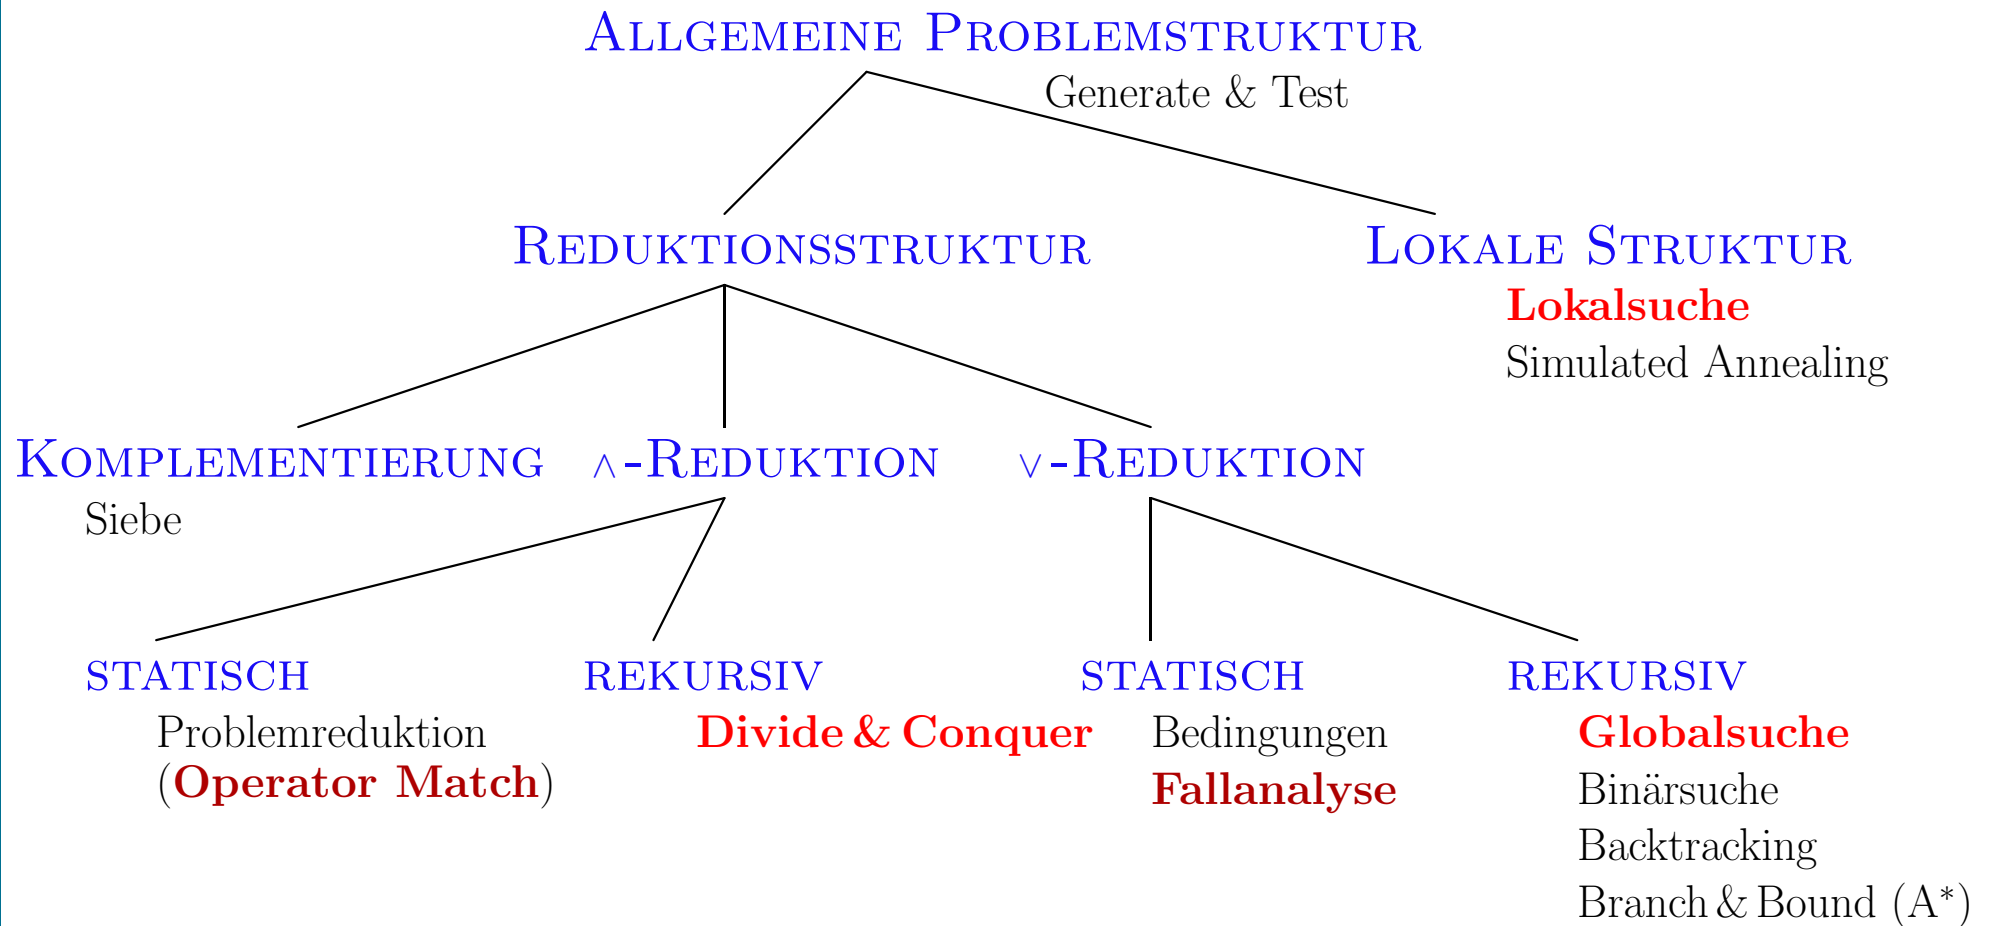 ALLGEMEINE PROBLEMSTRUKTUR
Generate & Test
REDUKTIONSSTRUKTUR
LOKALE STRUKTUR
Lokalsuche
Simulated Annealing
KOMPLEMENTIERUNG
Siebe
∧-REDUKTION
∨-REDUKTION
STATISCH
Problemreduktion
(Operator Match)
REKURSIV
Divide & Conquer
STATISCH
Bedingungen
Fallanalyse
REKURSIV
Globalsuche
Binärsuche
Backtracking
Branch & Bound (A*)